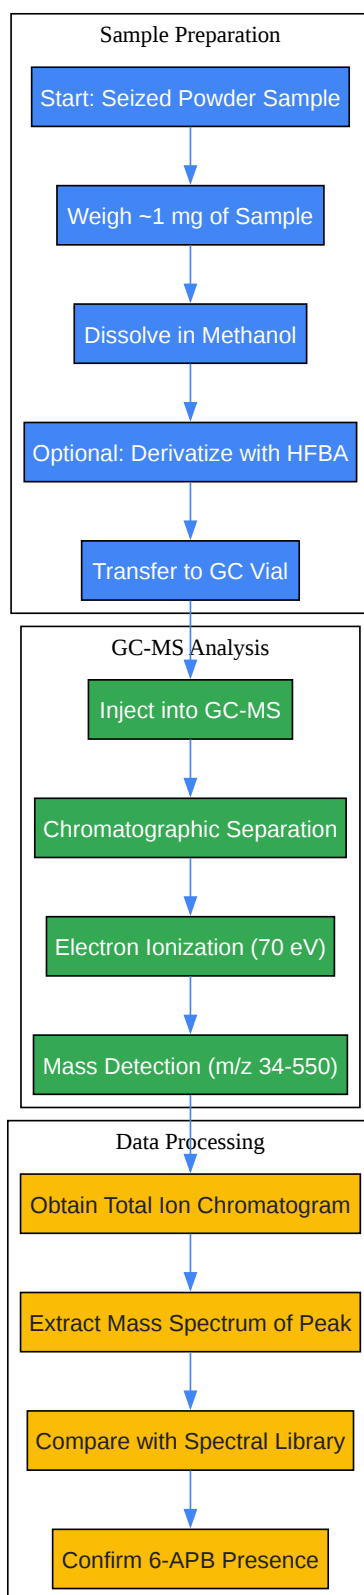 Sample Preparation
Start: Seized Powder Sample
Weigh ~1 mg of Sample
Dissolve in Methanol
Optional: Derivatize with HFBA
Transfer to GC Vial
GC-MS Analysis
Inject into GC-MS
Chromatographic Separation
Electron Ionization (70 eV)
Mass Detection (m/z 34-550)
Data Processing
Obtain Total Ion Chromatogram
Extract Mass Spectrum of Peak
Compare with Spectral Library
Confirm 6-APB Presence